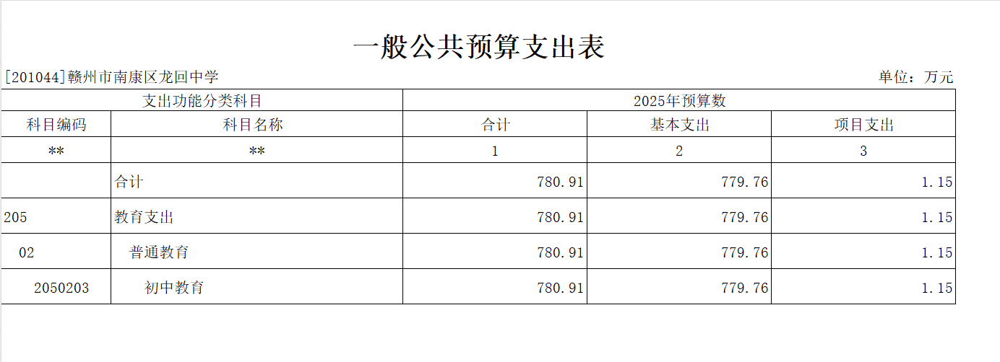 一般公共预算支出表
[201044]赣州市南康区龙回中学 单位：万元
支出功能分类科目 2025年预算数
科目编码 科目名称 合计 基本支出 项目支出
** ** 1 2 3
合计 780.91 779.76 1.15
205 教育支出 780.91 779.76 1.15
02 普通教育 780.91 779.76 1.15
2050203 初中教育 780.91 779.76 1.15